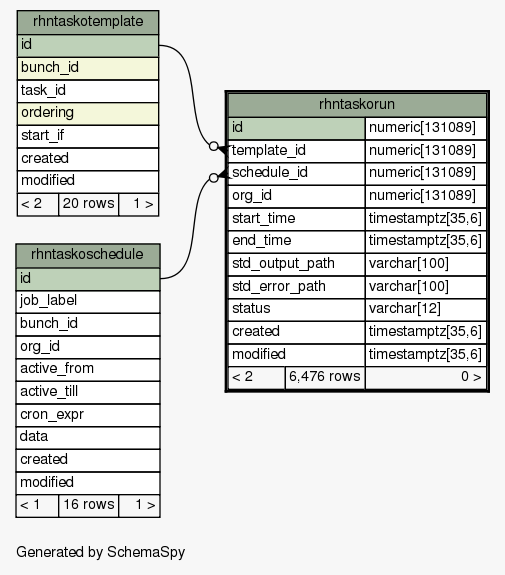 rhntaskotemplate
id
bunch_id
task_id
ordering
start_if
created
modified
< 2 20 rows 1 >
rhntaskoschedule
id
job_label
bunch_id
org_id
active_from
active_till
cron_expr
data
created
modified
< 1 16 rows 1 >
rhntaskorun
id numeric[131089]
template_id numeric[131089]
schedule_id numeric[131089]
org_id numeric[131089]
start_time timestamptz[35,6]
end_time timestamptz[35,6]
std_output_path varchar[100]
std_error_path varchar[100]
status varchar[12]
created timestamptz[35,6]
modified timestamptz[35,6]
< 2 6,476 rows 0 >
Generated by SchemaSpy